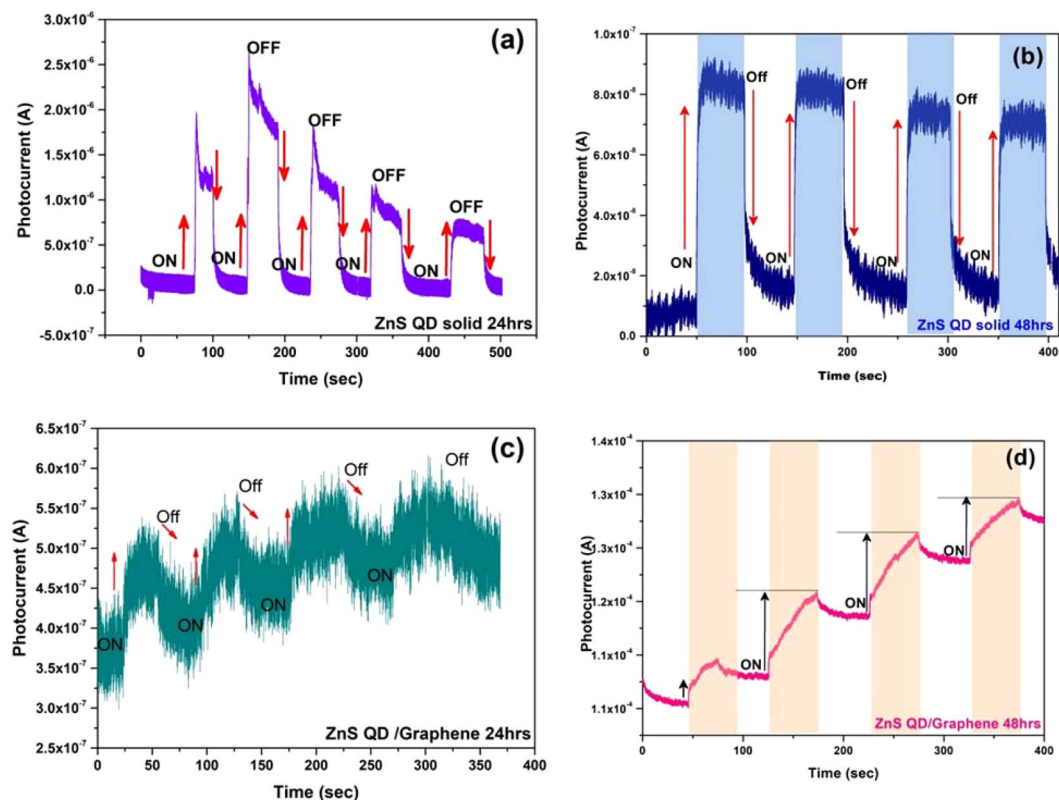 (a)
3.0x10⁻⁶
2.5x10⁻⁶
2.0x10⁻⁶
1.5x10⁻⁶
1.0x10⁻⁶
5.0x10⁻⁷
0.0
-5.0x10⁻⁷
Photocurrent (A)
OFF
OFF
OFF
OFF
ON
ON
ON
ON
ON
ZnS QD solid 24hrs
0 100 200 300 400 500
Time (sec)
(b)
1.0x10⁻⁷
8.0x10⁻⁸
6.0x10⁻⁸
4.0x10⁻⁸
2.0x10⁻⁸
0.0
Photocurrent (A)
Off
Off
Off
ON
ON
ON
ON
ZnS QD solid 48hrs
0 100 200 300 400
Time (sec)
(c)
6.5x10⁻⁷
6.0x10⁻⁷
5.5x10⁻⁷
5.0x10⁻⁷
4.5x10⁻⁷
4.0x10⁻⁷
3.5x10⁻⁷
3.0x10⁻⁷
2.5x10⁻⁷
Photocurrent (A)
Off
Off
Off
Off
ON
ON
ON
ON
ZnS QD /Graphene 24hrs
0 50 100 150 200 250 300 350 400
Time (sec)
(d)
1.4x10⁻⁴
1.3x10⁻⁴
1.3x10⁻⁴
1.2x10⁻⁴
1.1x10⁻⁴
1.1x10⁻⁴
Photocurrent (A)
ON
ON
ON
ZnS QD/Graphene 48hrs
0 100 200 300 400
Time (sec)